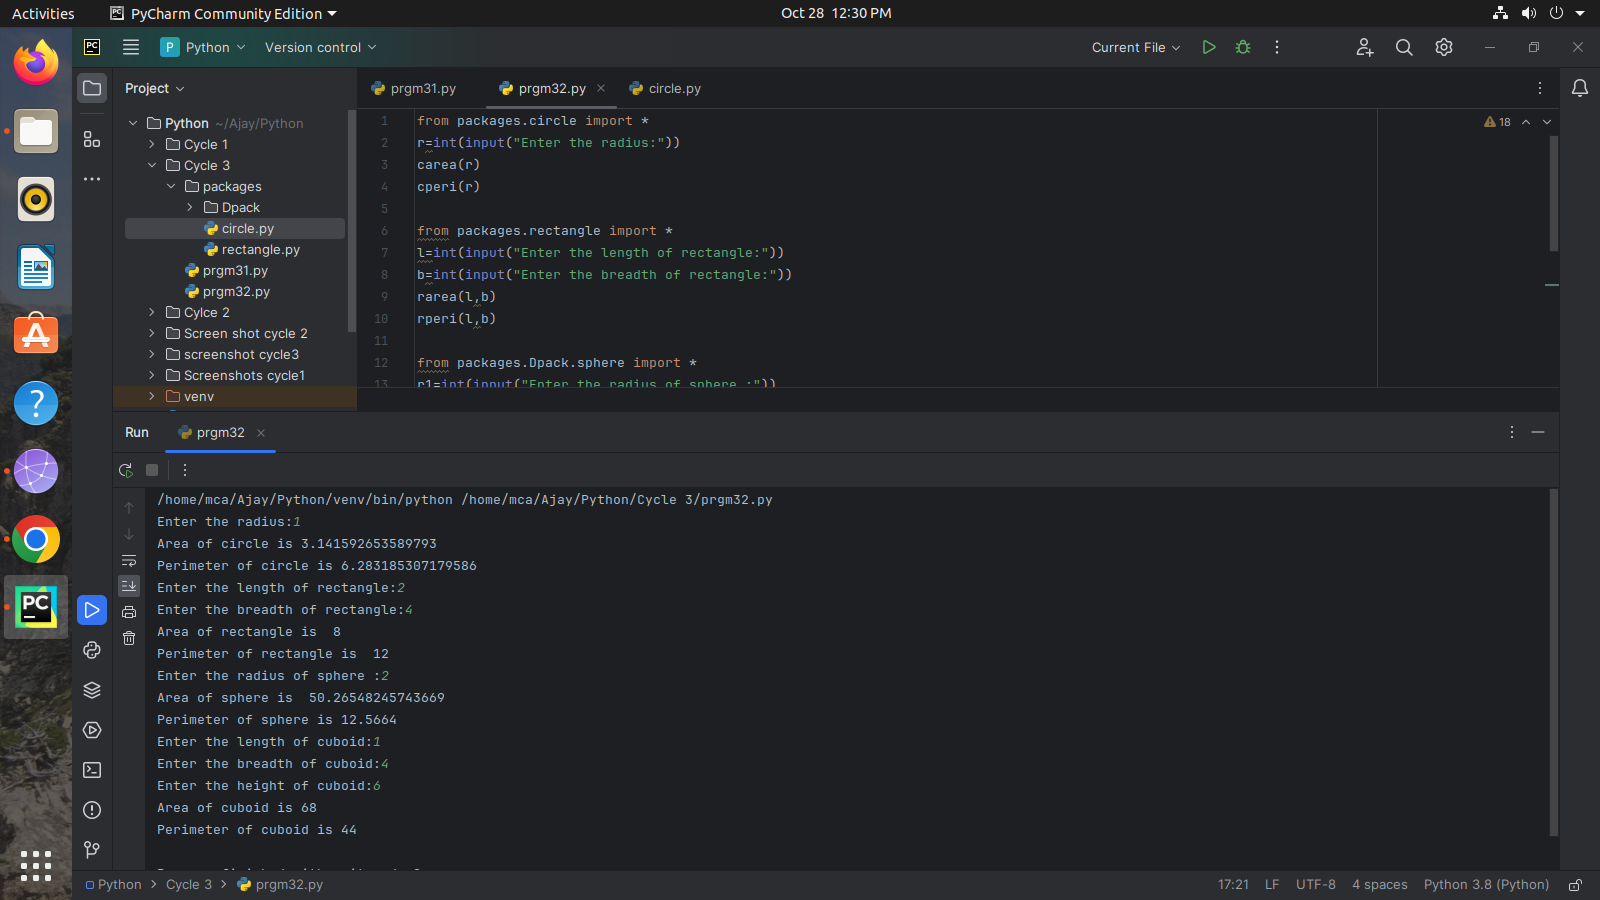 Activities PyCharm Community Edition Oct 28 12:30 PM
PC P Python Version control Current File
Project prgm31.py prgm32.py circle.py
Python ~/Ajay/Python
Cycle 1
Cycle 3
packages
Dpack
circle.py
rectangle.py
prgm31.py
prgm32.py
Cylce 2
Screen shot cycle 2
screenshot cycle3
Screenshots cycle1
venv
18
1 from packages.circle import *
2 r=int(input("Enter the radius:"))
3 carea(r)
4 cperi(r)
5
6 from packages.rectangle import *
7 l=int(input("Enter the length of rectangle:"))
8 b=int(input("Enter the breadth of rectangle:"))
9 rarea(l,b)
10 rperi(l,b)
11
12 from packages.Dpack.sphere import *
13 r1=int(input("Enter the radius of sphere :"))
Run prgm32
/home/mca/Ajay/Python/venv/bin/python /home/mca/Ajay/Python/Cycle 3/prgm32.py
Enter the radius:1
Area of circle is 3.141592653589793
Perimeter of circle is 6.283185307179586
Enter the length of rectangle:2
Enter the breadth of rectangle:4
Area of rectangle is  8
Perimeter of rectangle is  12
Enter the radius of sphere :2
Area of sphere is  50.26548245743669
Perimeter of sphere is 12.5664
Enter the length of cuboid:1
Enter the breadth of cuboid:4
Enter the height of cuboid:6
Area of cuboid is 68
Perimeter of cuboid is 44
PC
Python Cycle 3 prgm32.py 17:21 LF UTF-8 4 spaces Python 3.8 (Python)